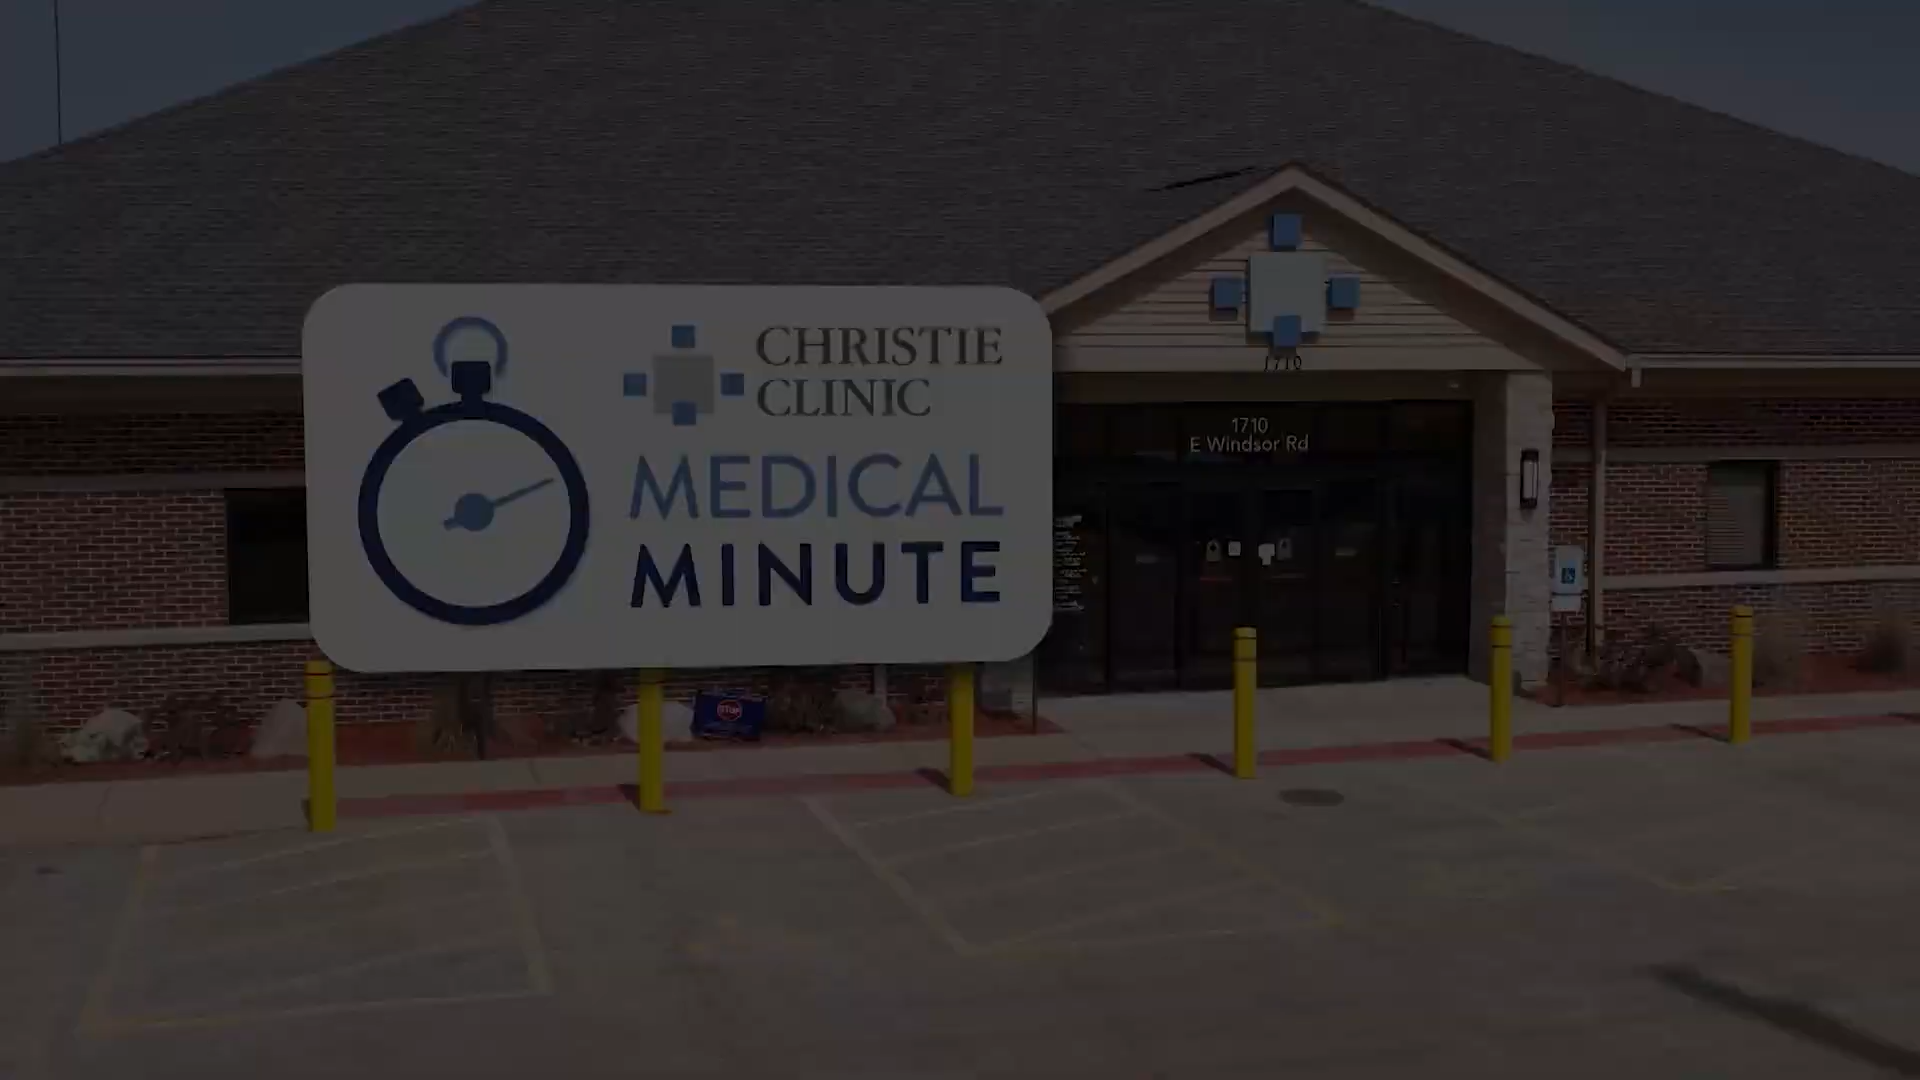 CHRISTIE
CLINIC
MEDICAL
MINUTE
1710
1710
E Windsor Rd
STOP